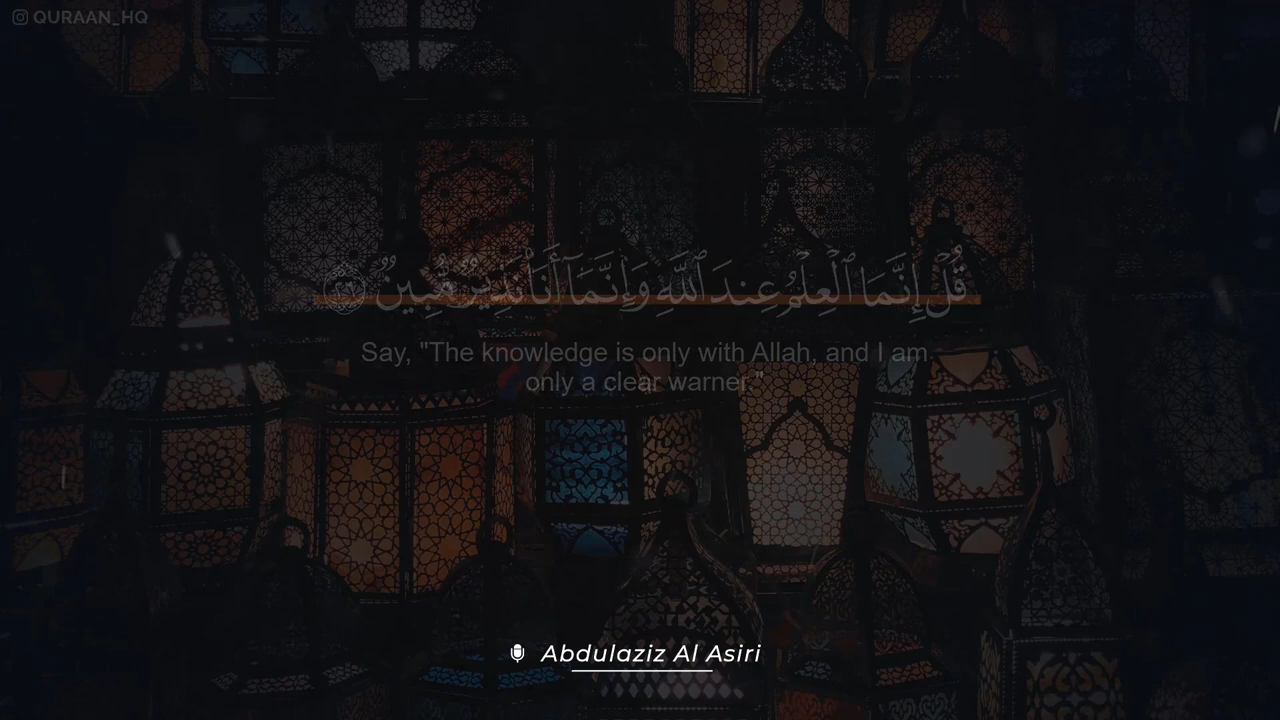 QURAAN_HQ
قُلْ إِنَّمَا ٱلْعِلْمُ عِندَ ٱللَّهِ وَإِنَّمَآ أَنَا۠ نَذِيرٌ مُّبِينٌ
Say, "The knowledge is only with Allah, and I am
only a clear warner."
Abdulaziz Al Asiri